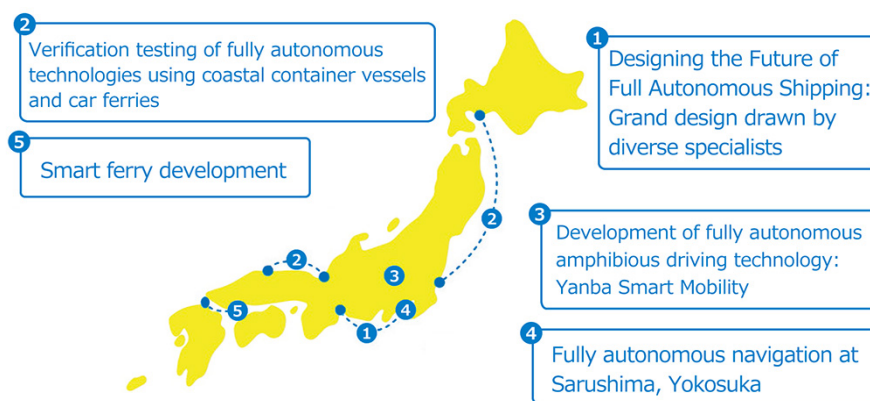 2
Verification testing of fully autonomous
technologies using coastal container vessels
and car ferries
5
Smart ferry development
1
Designing the Future of
Full Autonomous Shipping:
Grand design drawn by
diverse specialists
3
Development of fully autonomous
amphibious driving technology:
Yanba Smart Mobility
4
Fully autonomous navigation at
Sarushima, Yokosuka
2
2
3
5
4
1